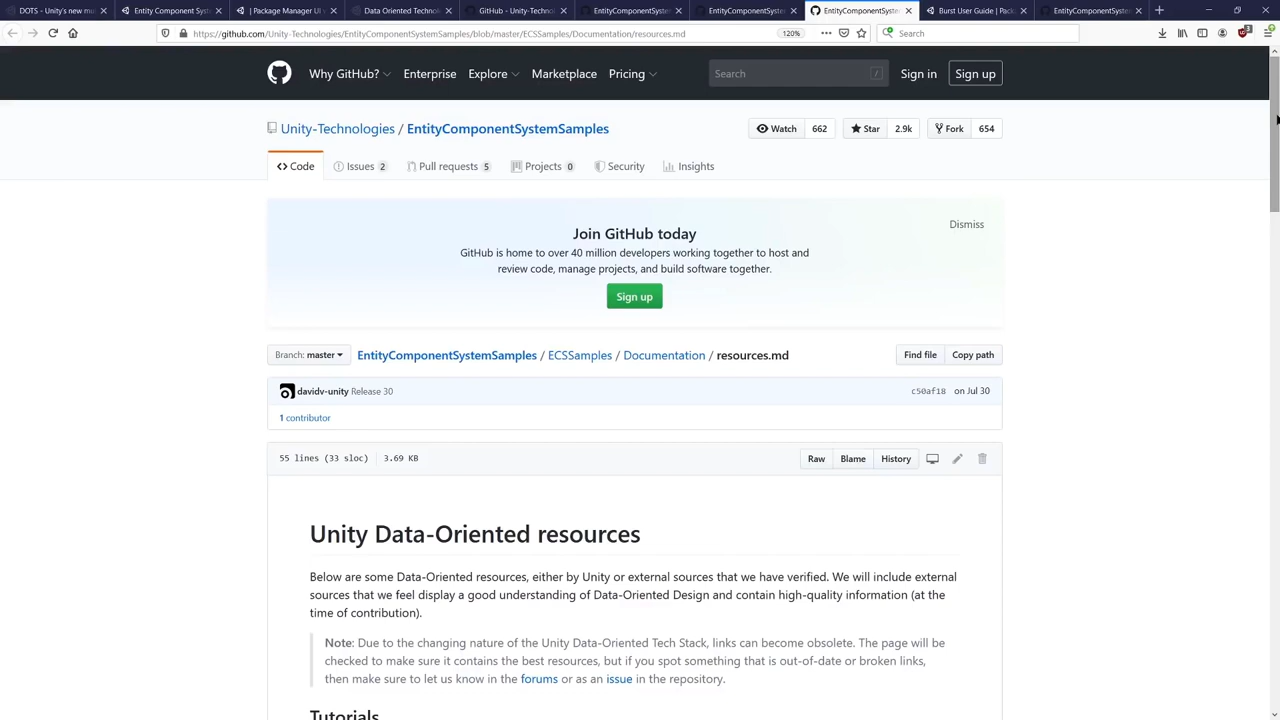 DOTS - Unity's new mu
Entity Component Sys
| Package Manager UI w
Data Oriented Technolo
GitHub - Unity-Technol
EntityComponentSystem
EntityComponentSystem
EntityComponentSyste
Burst User Guide | Packa
EntityComponentSystem
https://github.com/Unity-Technologies/EntityComponentSystemSamples/blob/master/ECSSamples/Documentation/resources.md
120%
Search
Why GitHub?
Enterprise
Explore
Marketplace
Pricing
Search
/
Sign in
Sign up
Unity-Technologies / EntityComponentSystemSamples
Watch 662
Star 2.9k
Fork 654
Code
Issues 2
Pull requests 5
Projects 0
Security
Insights
Join GitHub today
Dismiss
GitHub is home to over 40 million developers working together to host and
review code, manage projects, and build software together.
Sign up
Branch: master
EntityComponentSystemSamples / ECSSamples / Documentation / resources.md
Find file
Copy path
davidv-unity Release 30
c50af18 on Jul 30
1 contributor
55 lines (33 sloc) 3.69 KB
Raw
Blame
History
Unity Data-Oriented resources
Below are some Data-Oriented resources, either by Unity or external sources that we have verified. We will include external
sources that we feel display a good understanding of Data-Oriented Design and contain high-quality information (at the
time of contribution).
Note: Due to the changing nature of the Unity Data-Oriented Tech Stack, links can become obsolete. The page will be
checked to make sure it contains the best resources, but if you spot something that is out-of-date or broken links,
then make sure to let us know in the forums or as an issue in the repository.
Tutorials